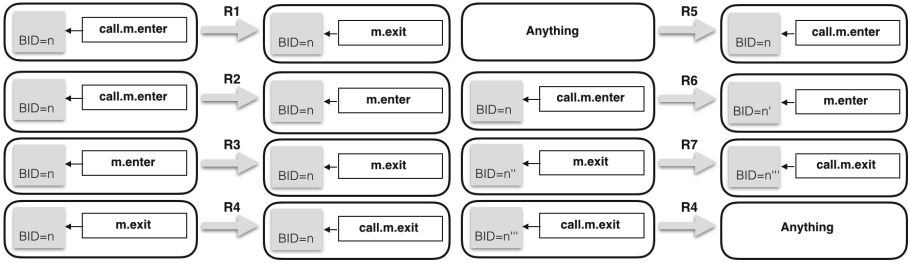 R1
BID=n call.m.enter
BID=n m.exit
R5
Anything
BID=n call.m.enter
R2
BID=n call.m.enter
BID=n m.enter
R6
BID=n call.m.enter
BID=n' m.enter
R3
BID=n m.enter
BID=n m.exit
R7
BID=n'' m.exit
BID=n''' call.m.exit
R4
BID=n m.exit
BID=n call.m.exit
R4
BID=n''' call.m.exit
Anything